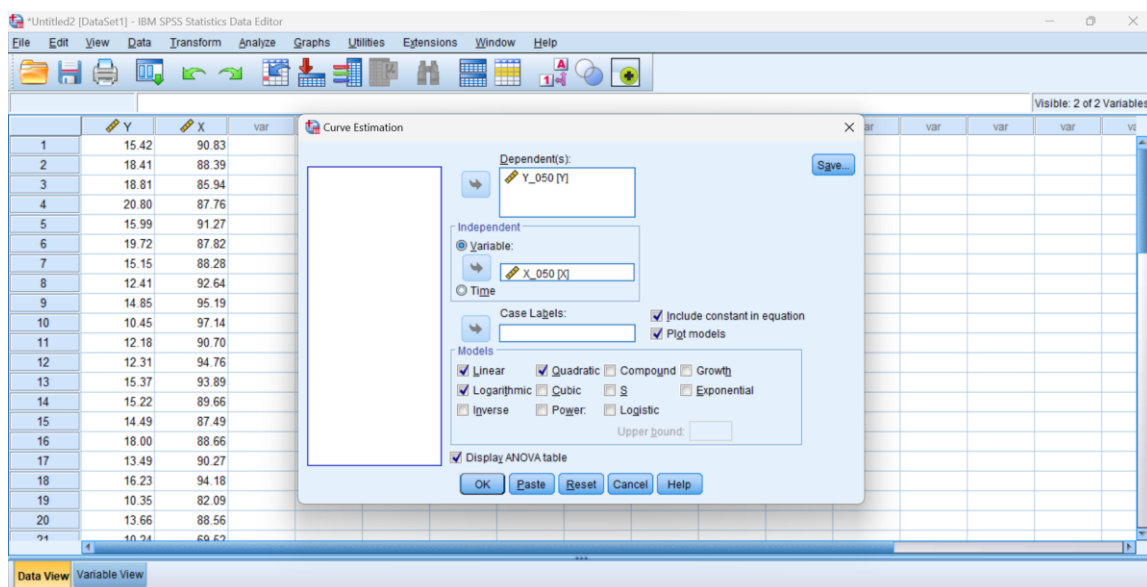 *Untitled2 [DataSet1] - IBM SPSS Statistics Data Editor
File Edit View Data Transform Analyze Graphs Utilities Extensions Window Help
Visible: 2 of 2 Variables
Y X var var var var va
1 15.42 90.83
2 18.41 88.39
3 18.81 85.94
4 20.80 87.76
5 15.99 91.27
6 19.72 87.82
7 15.15 88.28
8 12.41 92.64
9 14.85 95.19
10 10.45 97.14
11 12.18 90.70
12 12.31 94.76
13 15.37 93.89
14 15.22 89.66
15 14.49 87.49
16 18.00 88.66
17 13.49 90.27
18 16.23 94.18
19 10.35 82.09
20 13.66 88.56
21 10.24 69.52
Curve Estimation
Dependent(s):
Y_050 [Y]
Save...
Independent
Variable:
X_050 [X]
Time
Case Labels:
Include constant in equation
Plot models
Models
Linear Quadratic Compound Growth
Logarithmic Cubic S Exponential
Inverse Power: Logistic
Upper bound:
Display ANOVA table
OK Paste Reset Cancel Help
Data View Variable View